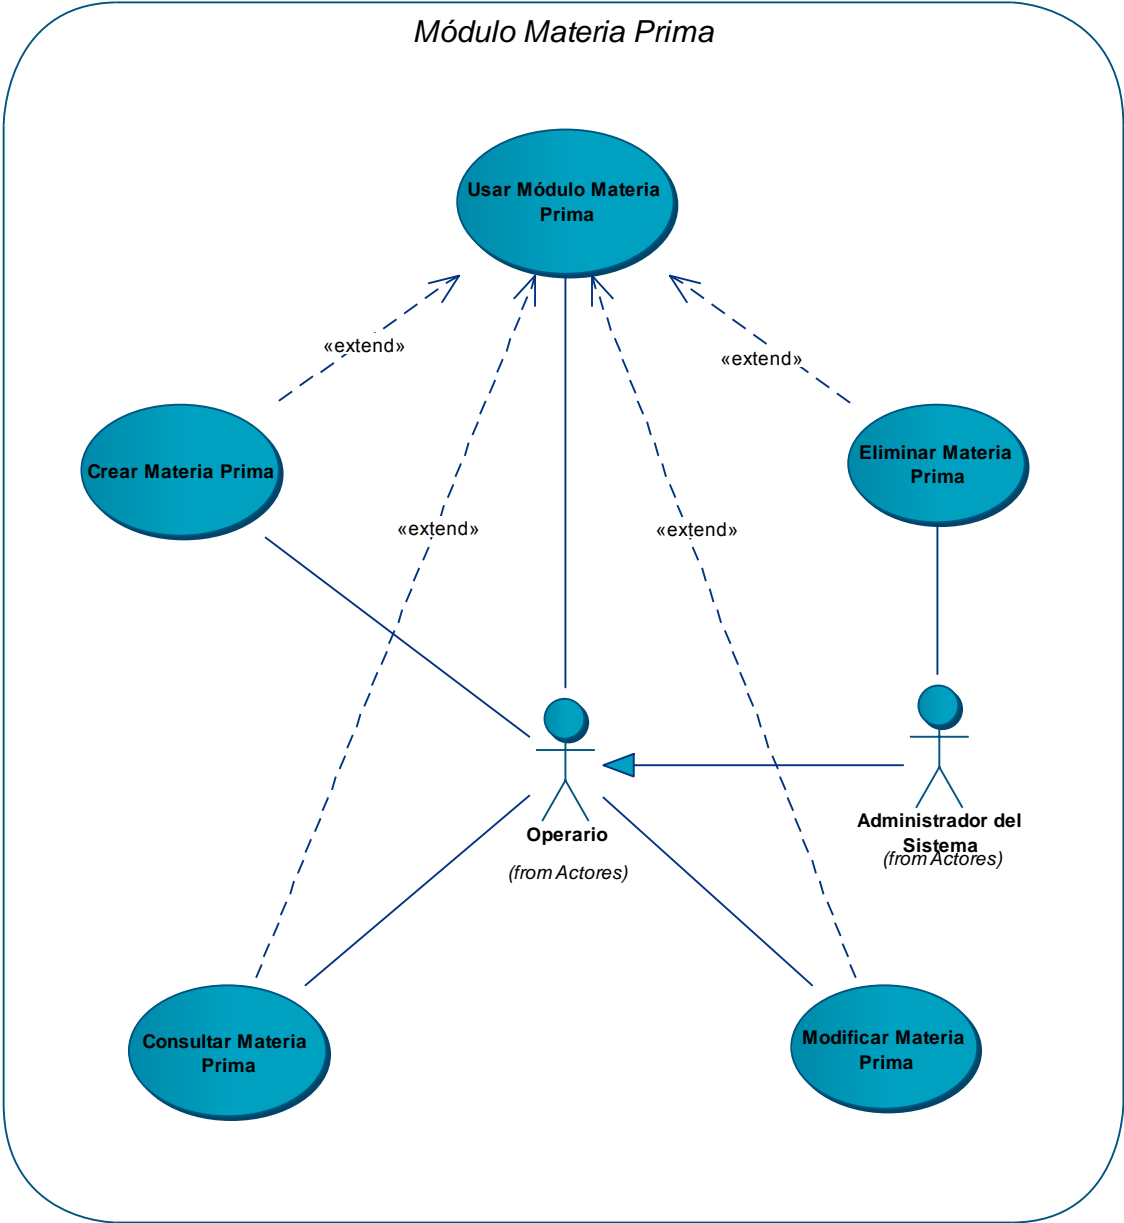 Módulo Materia Prima
Usar Módulo Materia
Prima
«extend»
«extend»
Crear Materia Prima
Eliminar Materia
Prima
«extend»
«extend»
Operario
(from Actores)
Administrador del
Sistema
(from Actores)
Consultar Materia
Prima
Modificar Materia
Prima